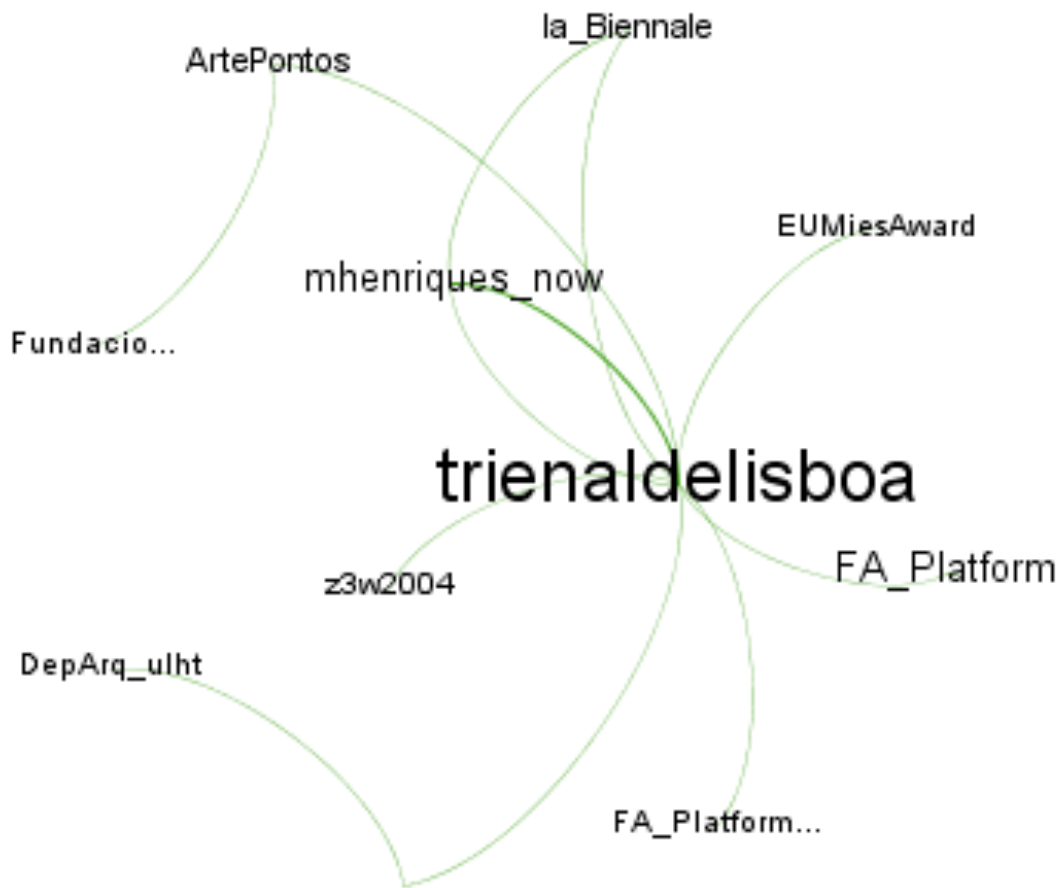 la_Biennale
ArtePontos
EUMiesAward
mhenriques_now
Fundacio...
trienaldelisboa
FA_Platform
z3w2004
DepArq_ulht
FA_Platform...